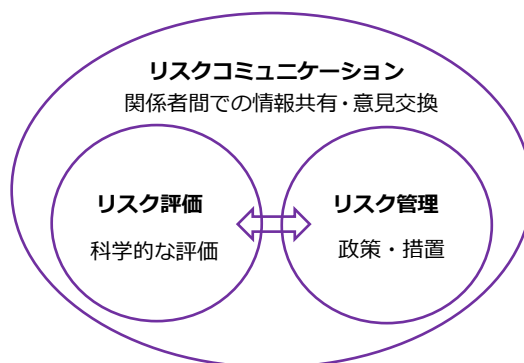 リスクコミュニケーション
関係者間での情報共有・意見交換
リスク評価
科学的な評価
リスク管理
政策・措置